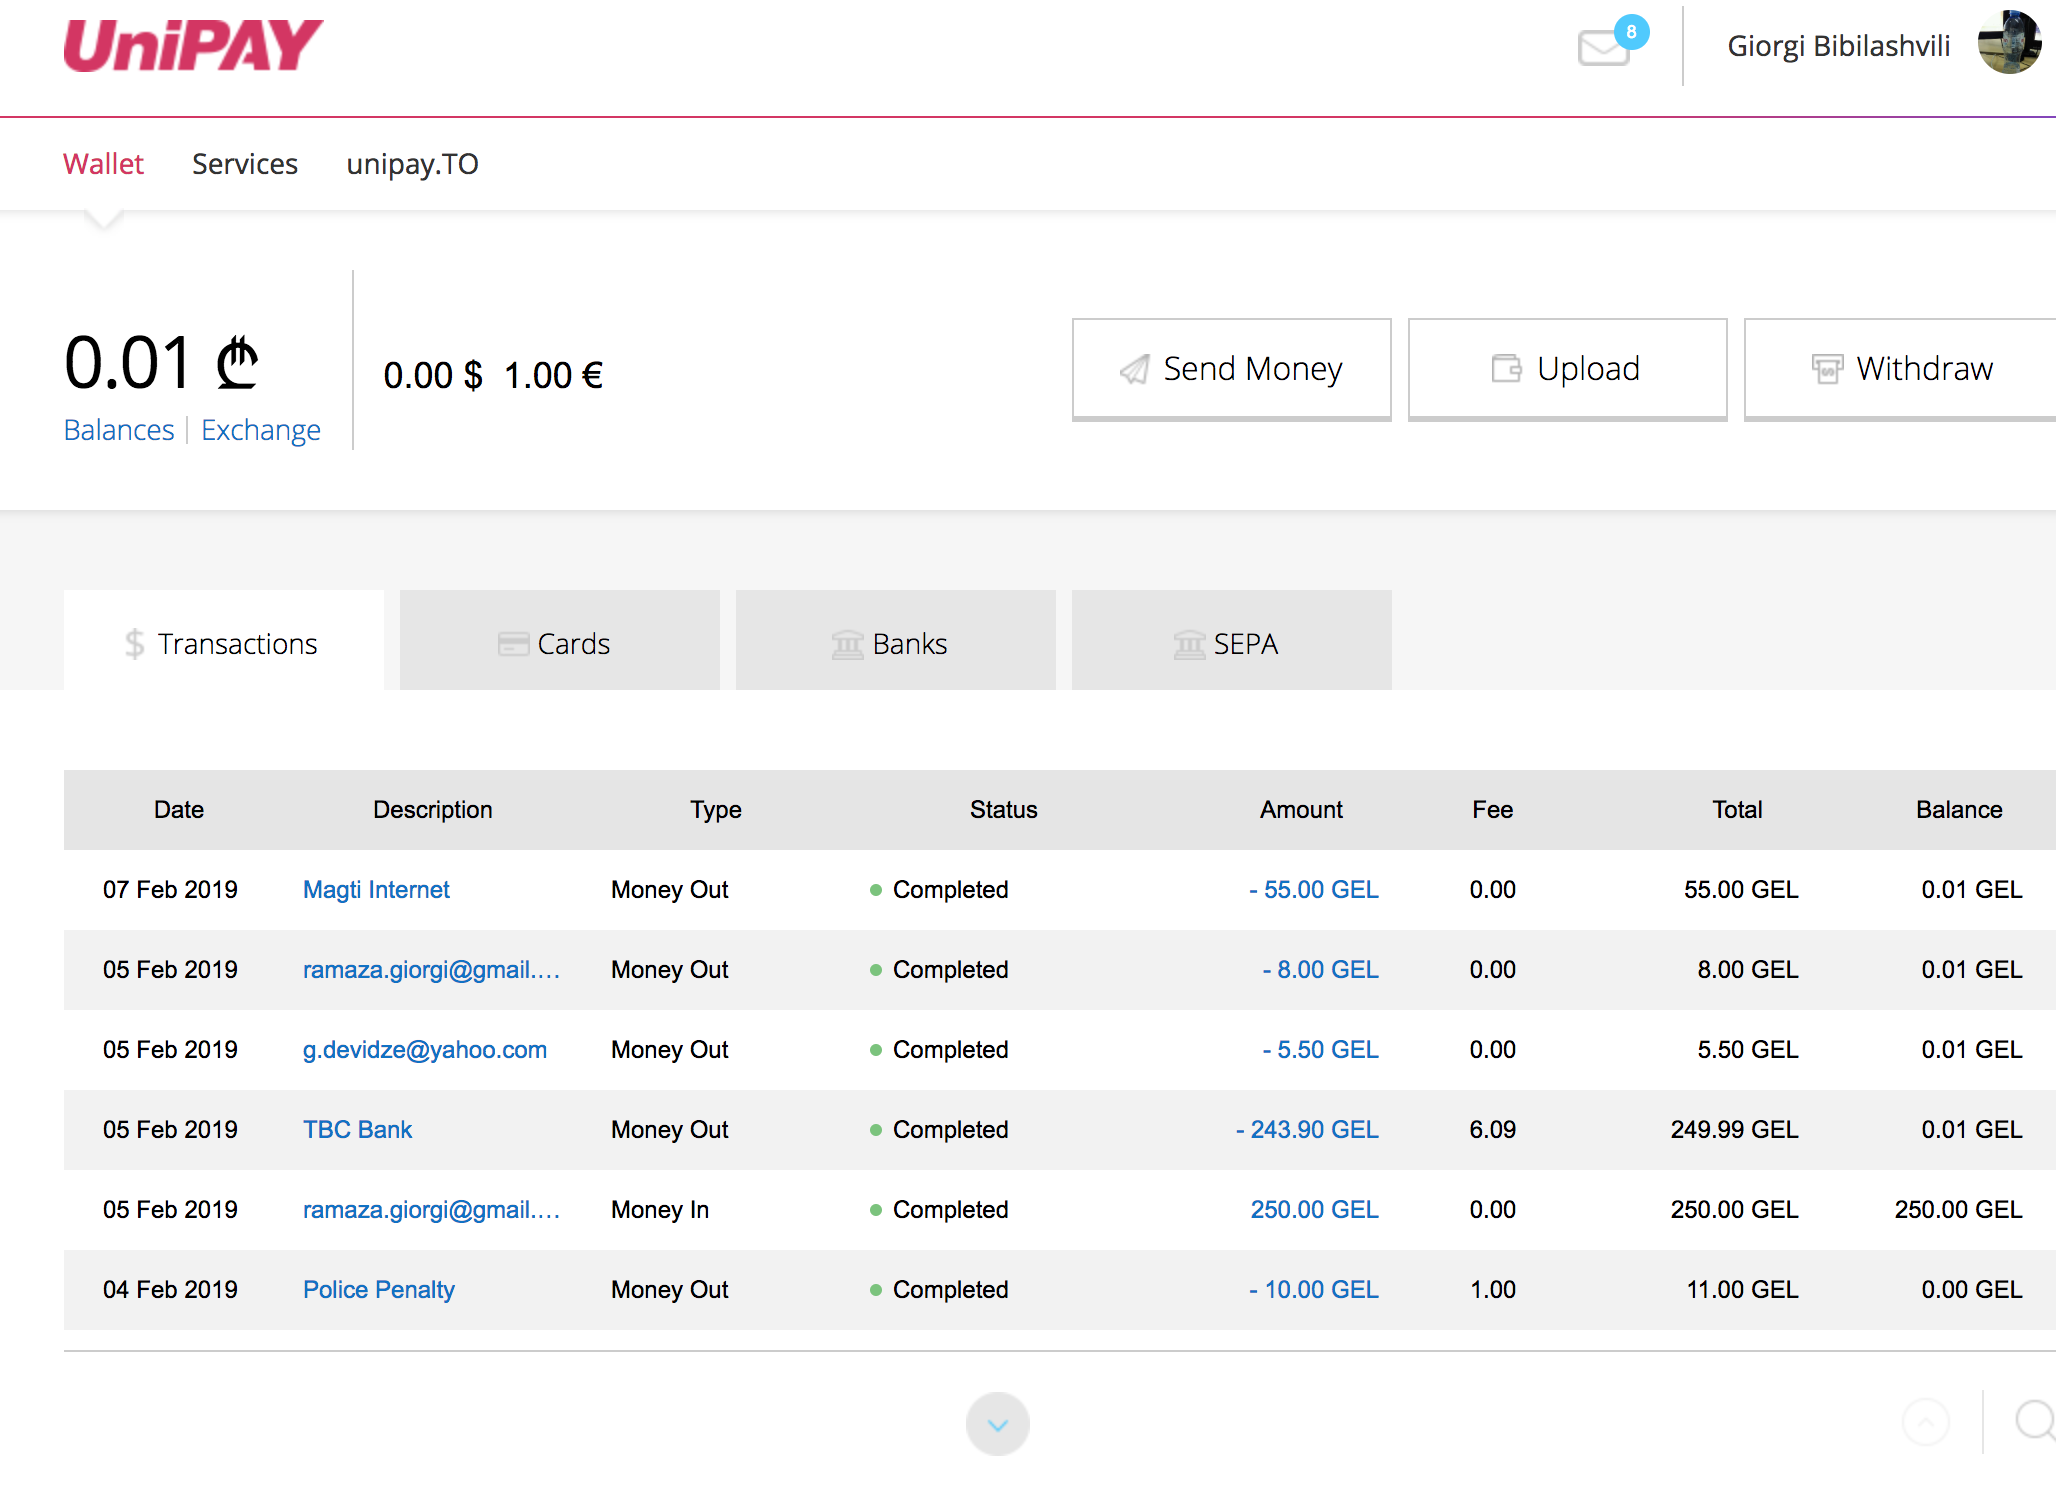 UniPAY
8
Giorgi Bibilashvili
Wallet Services unipay.TO
0.01 ₾
0.00 $ 1.00 €
Balances | Exchange
Send Money
Upload
Withdraw
$ Transactions
Cards
Banks
SEPA
Date Description Type Status Amount Fee Total Balance
07 Feb 2019 Magti Internet Money Out Completed - 55.00 GEL 0.00 55.00 GEL 0.01 GEL
05 Feb 2019 ramaza.giorgi@gmail.... Money Out Completed - 8.00 GEL 0.00 8.00 GEL 0.01 GEL
05 Feb 2019 g.devidze@yahoo.com Money Out Completed - 5.50 GEL 0.00 5.50 GEL 0.01 GEL
05 Feb 2019 TBC Bank Money Out Completed - 243.90 GEL 6.09 249.99 GEL 0.01 GEL
05 Feb 2019 ramaza.giorgi@gmail.... Money In Completed 250.00 GEL 0.00 250.00 GEL 250.00 GEL
04 Feb 2019 Police Penalty Money Out Completed - 10.00 GEL 1.00 11.00 GEL 0.00 GEL